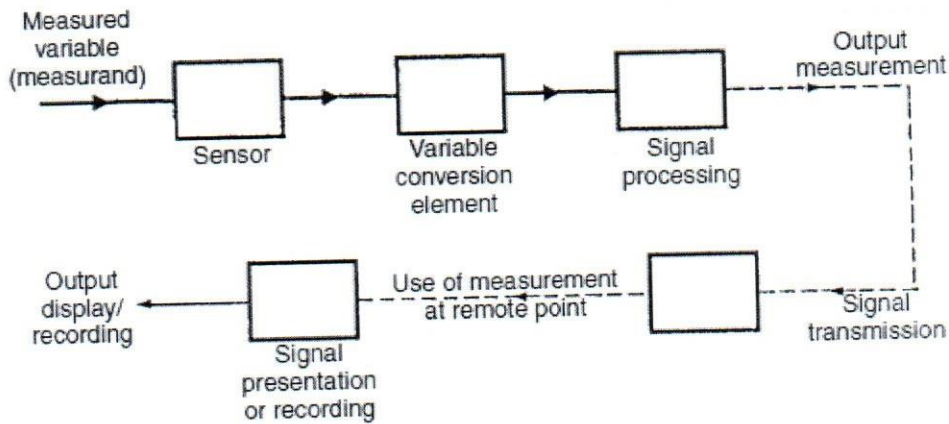 Measured
variable
(measurand)
Output
measurement
Sensor
Variable
conversion
element
Signal
processing
Output
display/
recording
Use of measurement
at remote point
Signal
transmission
Signal
presentation
or recording